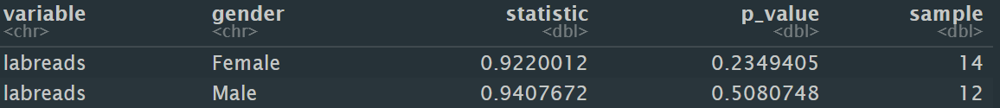 variable gender statistic p_value sample
<chr> <chr> <dbl> <dbl> <dbl>
labreads Female 0.9220012 0.2349405 14
labreads Male 0.9407672 0.5080748 12